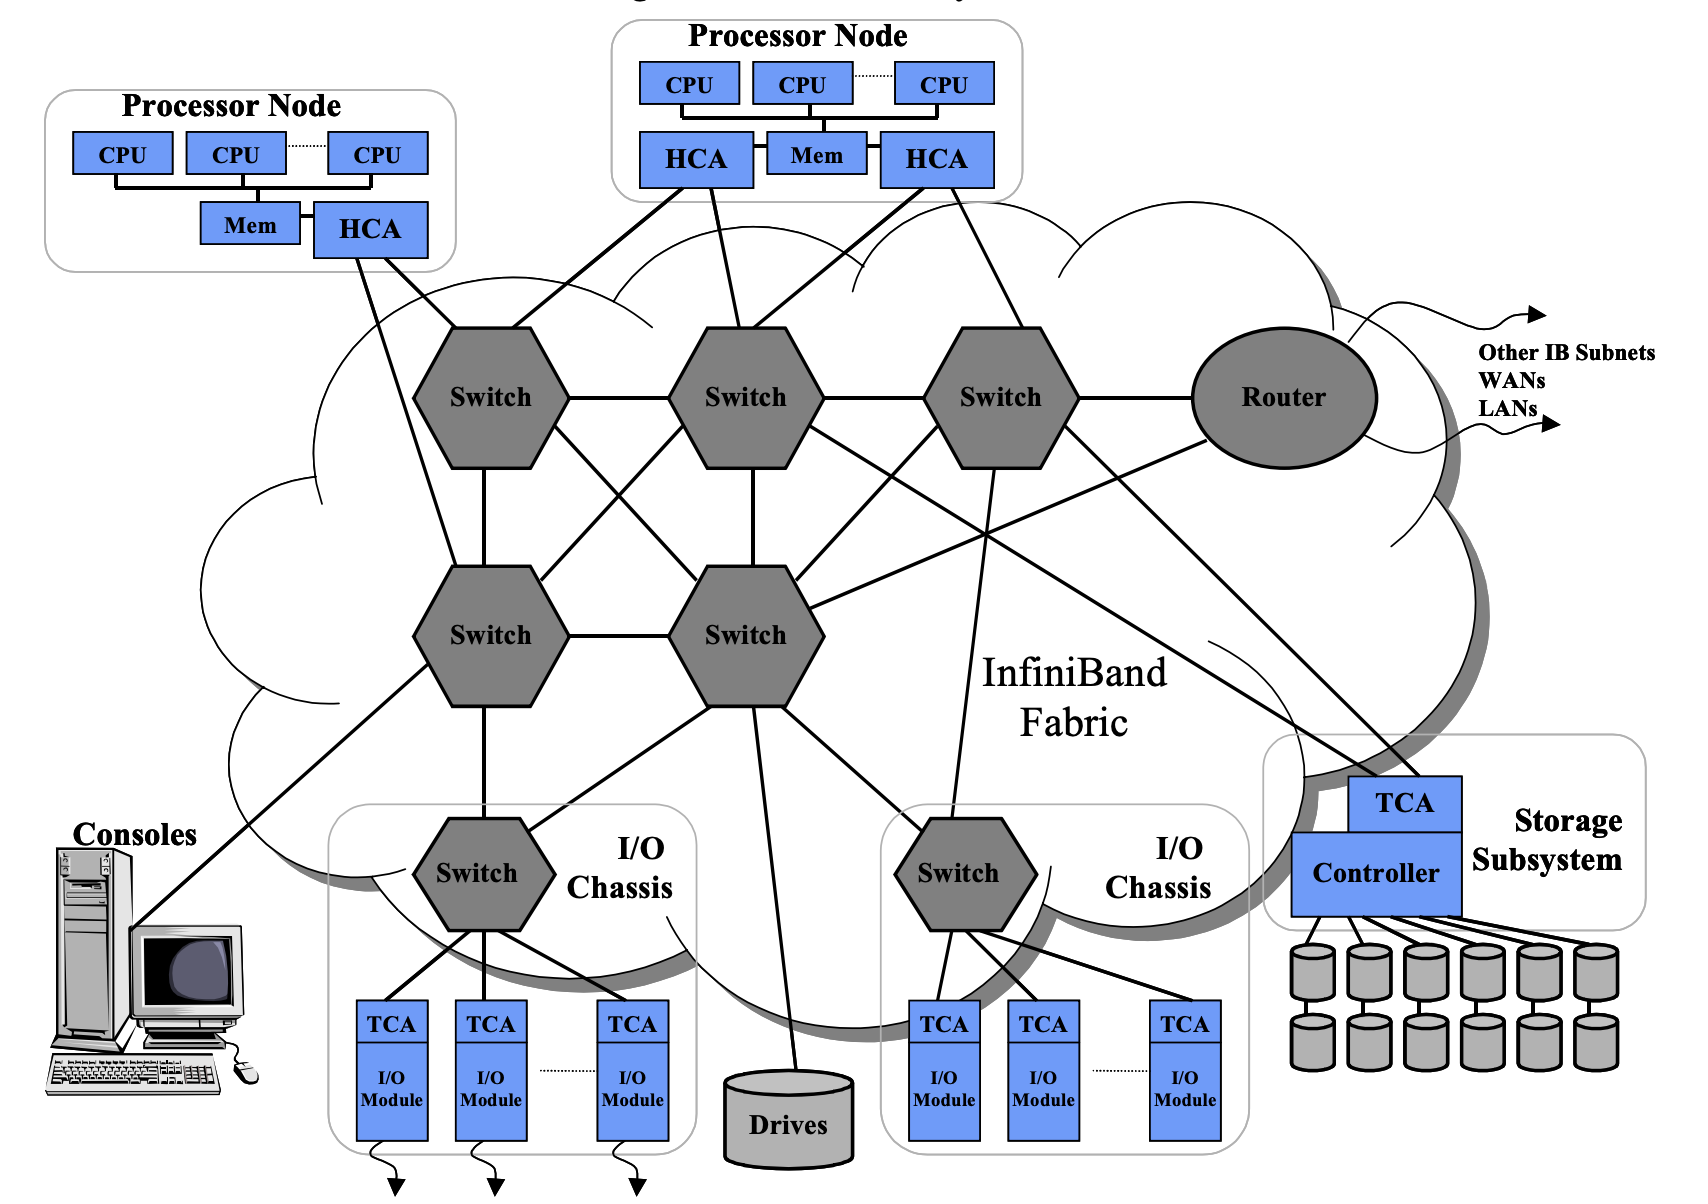 Processor Node
CPU
CPU
CPU
HCA
Mem
HCA
Processor Node
CPU
CPU
CPU
Mem
HCA
Switch
Switch
Switch
Router
Other IB Subnets
WANs
LANs
Switch
Switch
InfiniBand
Fabric
Consoles
Switch
I/O
Chassis
Switch
I/O
Chassis
TCA
Controller
Storage
Subsystem
TCA
I/O
Module
TCA
I/O
Module
TCA
I/O
Module
Drives
TCA
I/O
Module
TCA
I/O
Module
TCA
I/O
Module